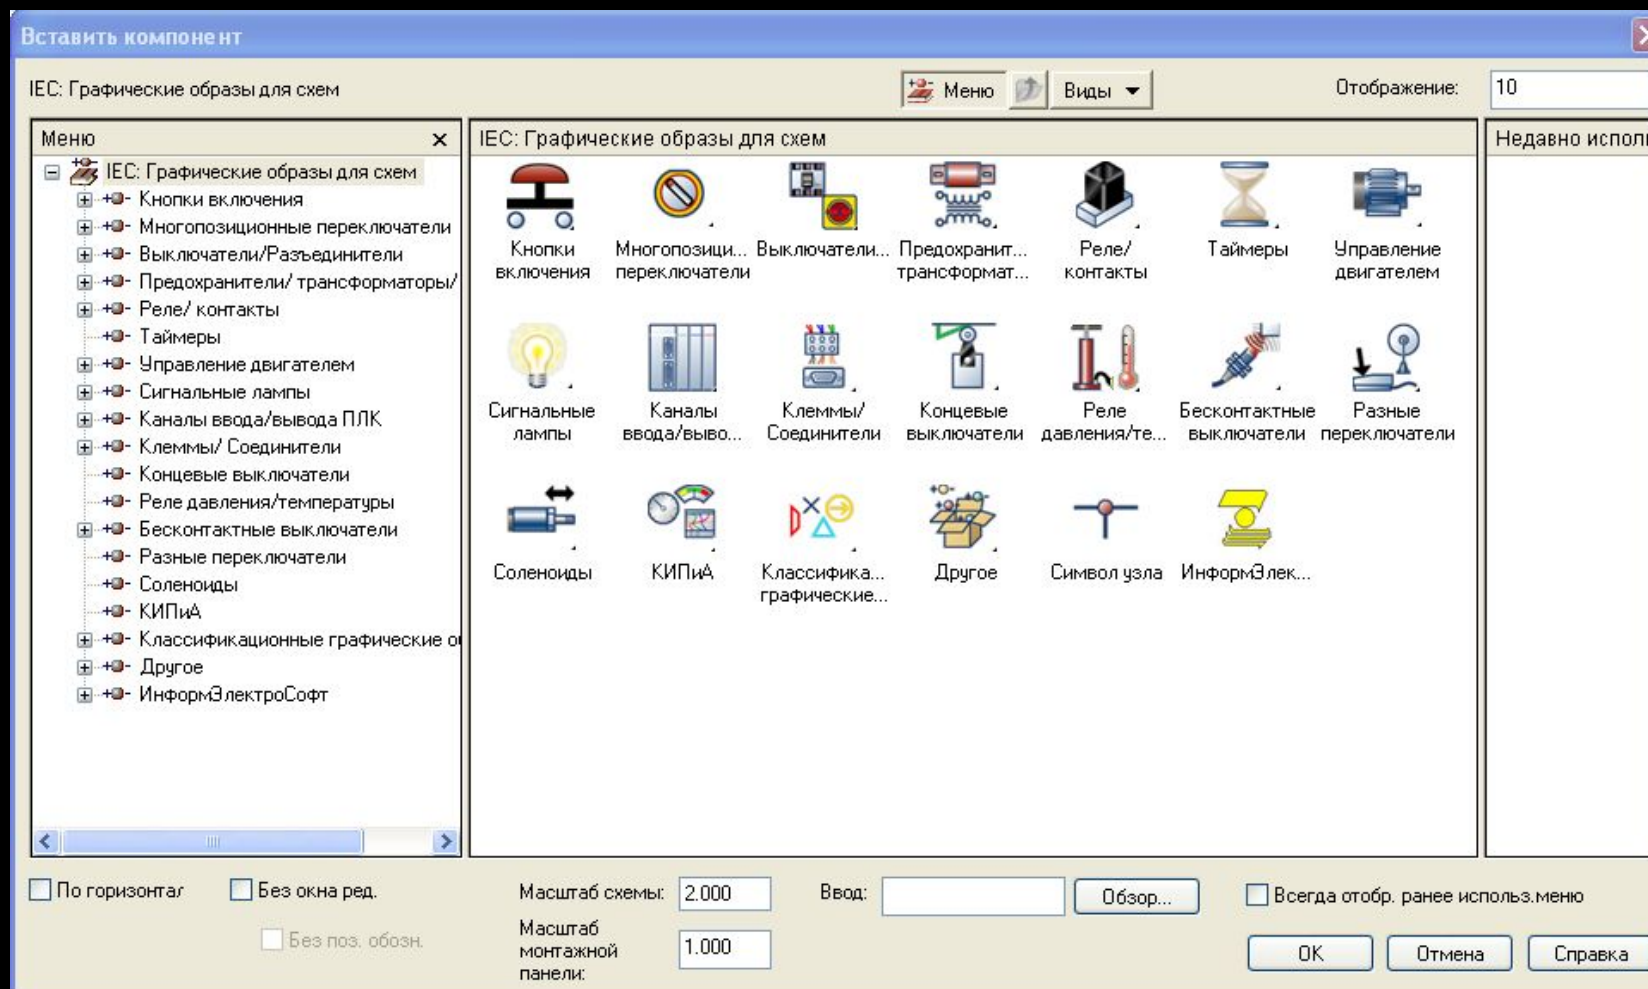 Вставить компонент
IEC: Графические образы для схем
Меню
Виды
Отображение:
10
Меню
IEC: Графические образы для схем
Кнопки включения
Многопозиционные переключатели
Выключатели/Разъединители
Предохранители/ трансформаторы/
Реле/ контакты
Таймеры
Управление двигателем
Сигнальные лампы
Каналы ввода/вывода ПЛК
Клеммы/ Соединители
Концевые выключатели
Реле давления/температуры
Бесконтактные выключатели
Разные переключатели
Соленоиды
КИПиА
Классификационные графические о
Другое
ИнформЭлектроСофт
IEC: Графические образы для схем
Кнопки
включения
Многопозици...
переключатели
Выключатели...
Предохранит...
трансформат...
Реле/
контакты
Таймеры
Управление
двигателем
Сигнальные
лампы
Каналы
ввода/выво...
Клеммы/
Соединители
Концевые
выключатели
Реле
давления/те...
Бесконтактные
выключатели
Разные
переключатели
Соленоиды
КИПиА
Классифика...
графические...
Другое
Символ узла
ИнформЭлек...
Недавно испол
По горизонтал
Без окна ред.
Без поз. обозн.
Масштаб схемы:
2.000
Масштаб
монтажной
панели:
1.000
Ввод:
Обзор...
Всегда отобр. ранее использ.меню
OK
Отмена
Справка